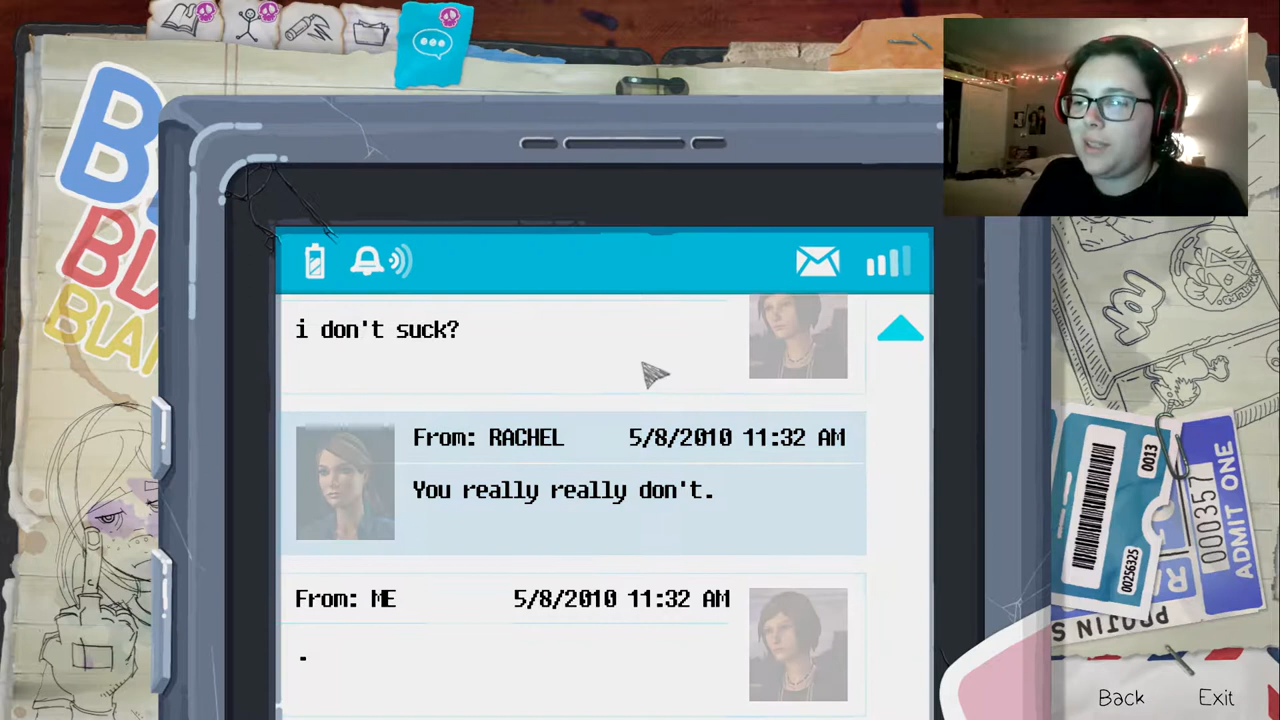 i don't suck?
From: RACHEL 5/8/2010 11:32 AM
You really really don't.
From: ME 5/8/2010 11:32 AM
.
0013
00256325
000357
ADMIT ONE
Back
Exit